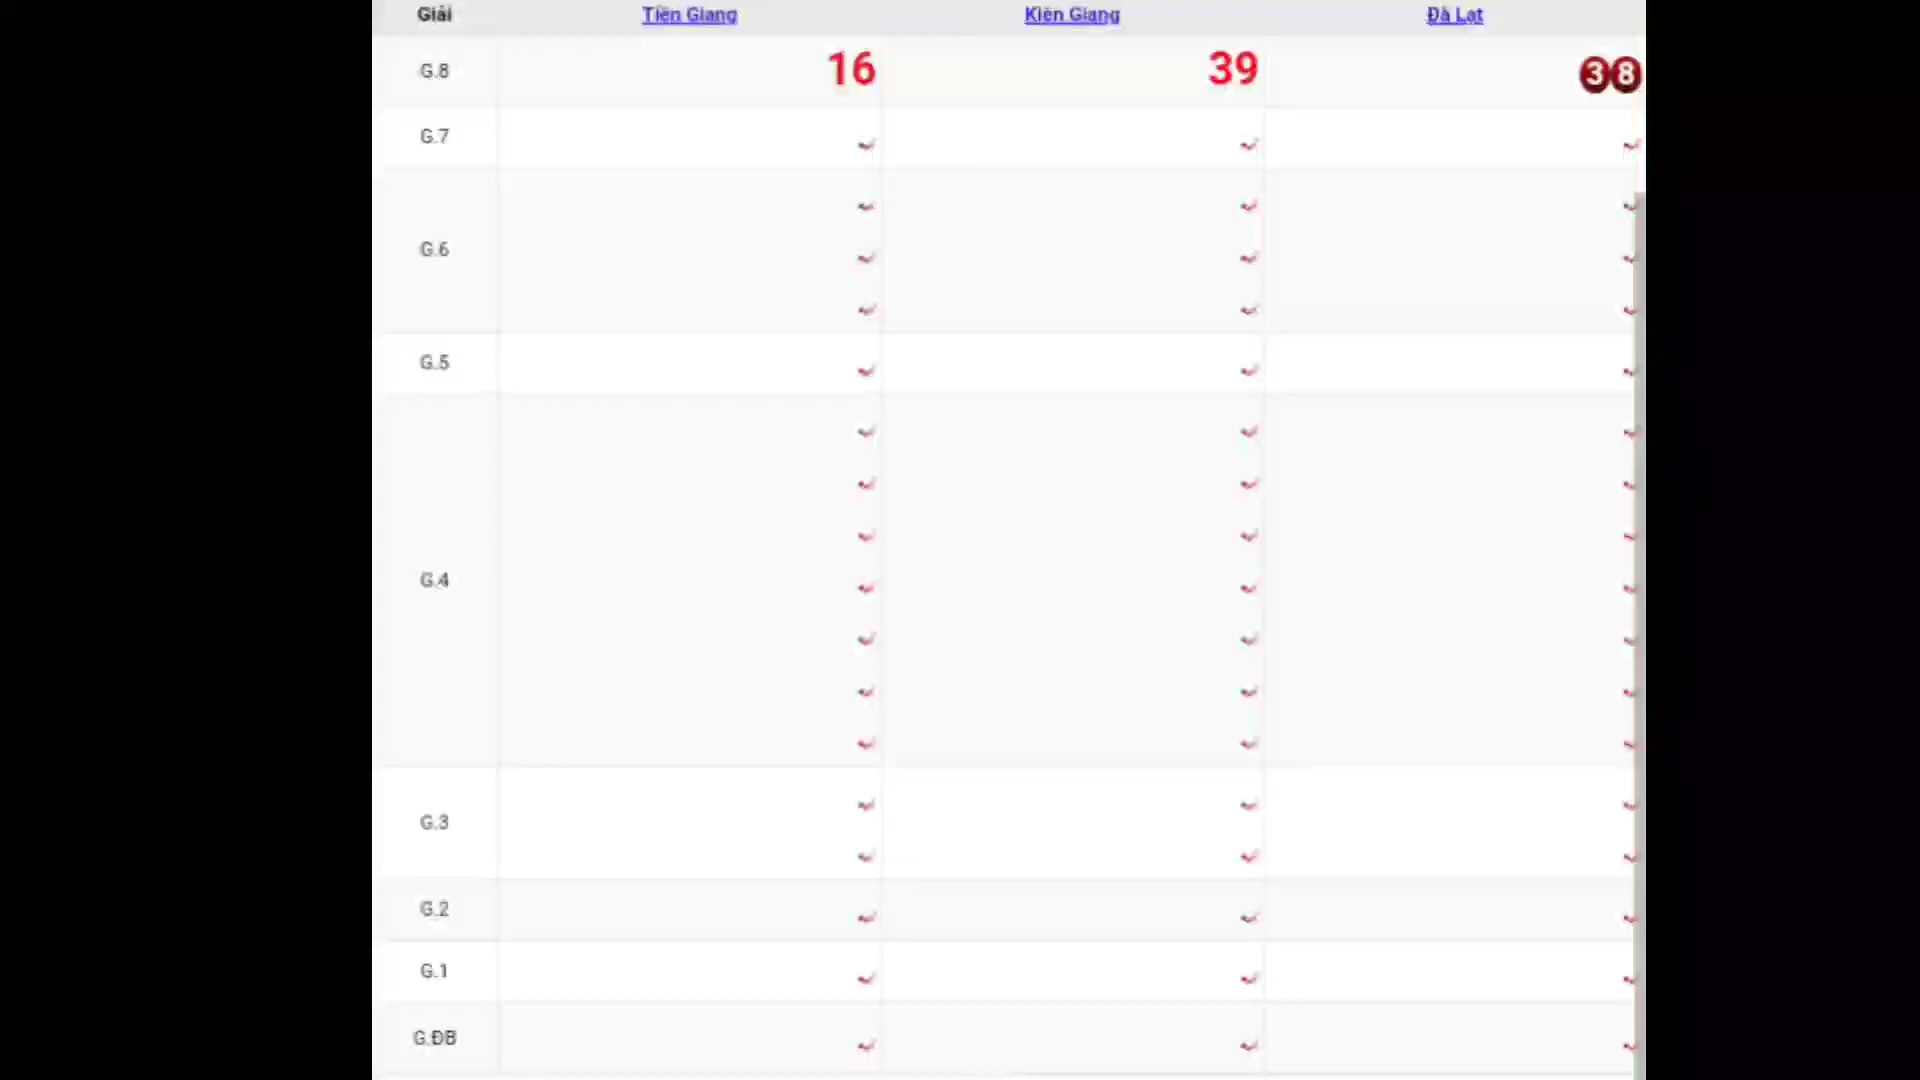 Giải Tiền Giang Kiên Giang Đà Lạt
G.8 16 39 38
G.7
G.6
G.5
G.4
G.3
G.2
G.1
G.ĐB